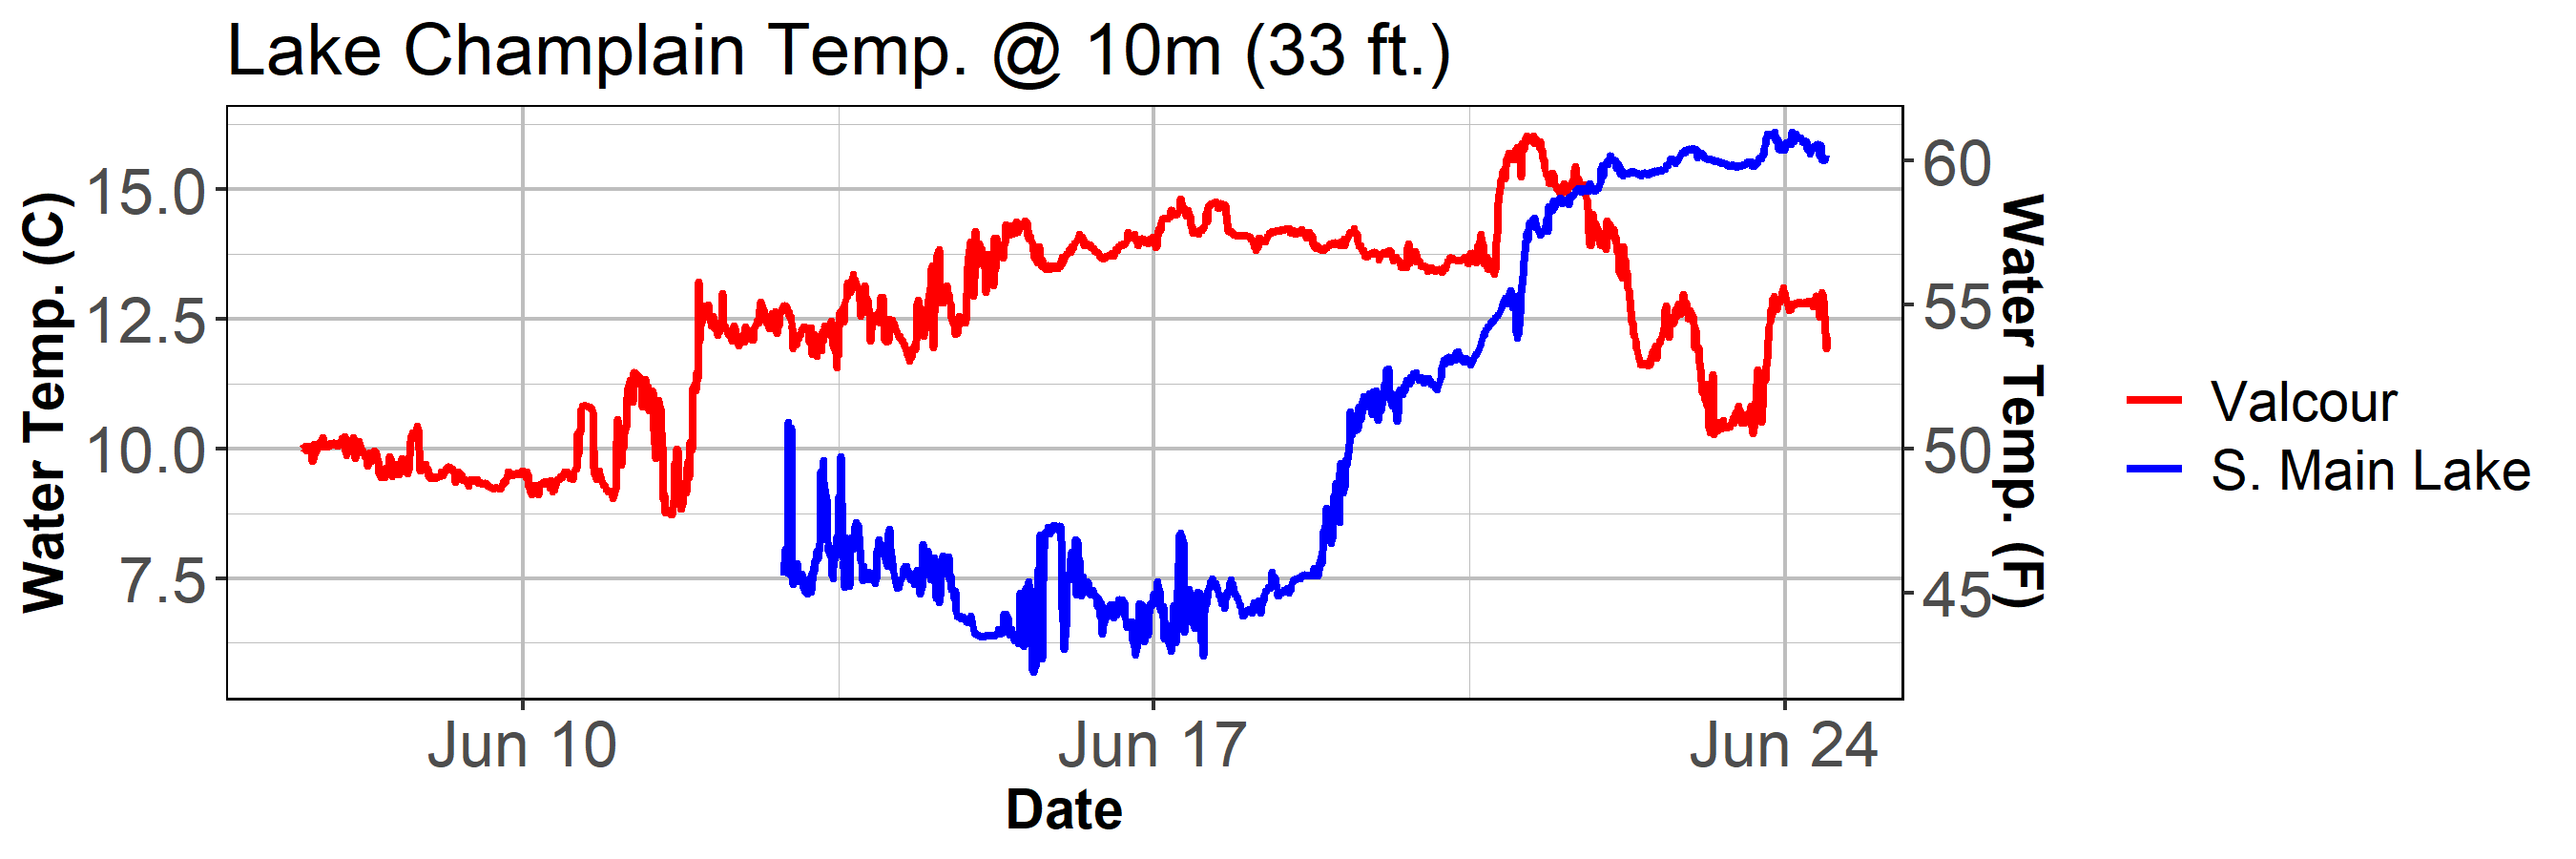 Lake Champlain Temp. @ 10m (33 ft.)
Water Temp. (C)
15.0
12.5
10.0
7.5
60
55
50
45
Water Temp. (F)
Jun 10
Jun 17
Jun 24
Date
Valcour
S. Main Lake